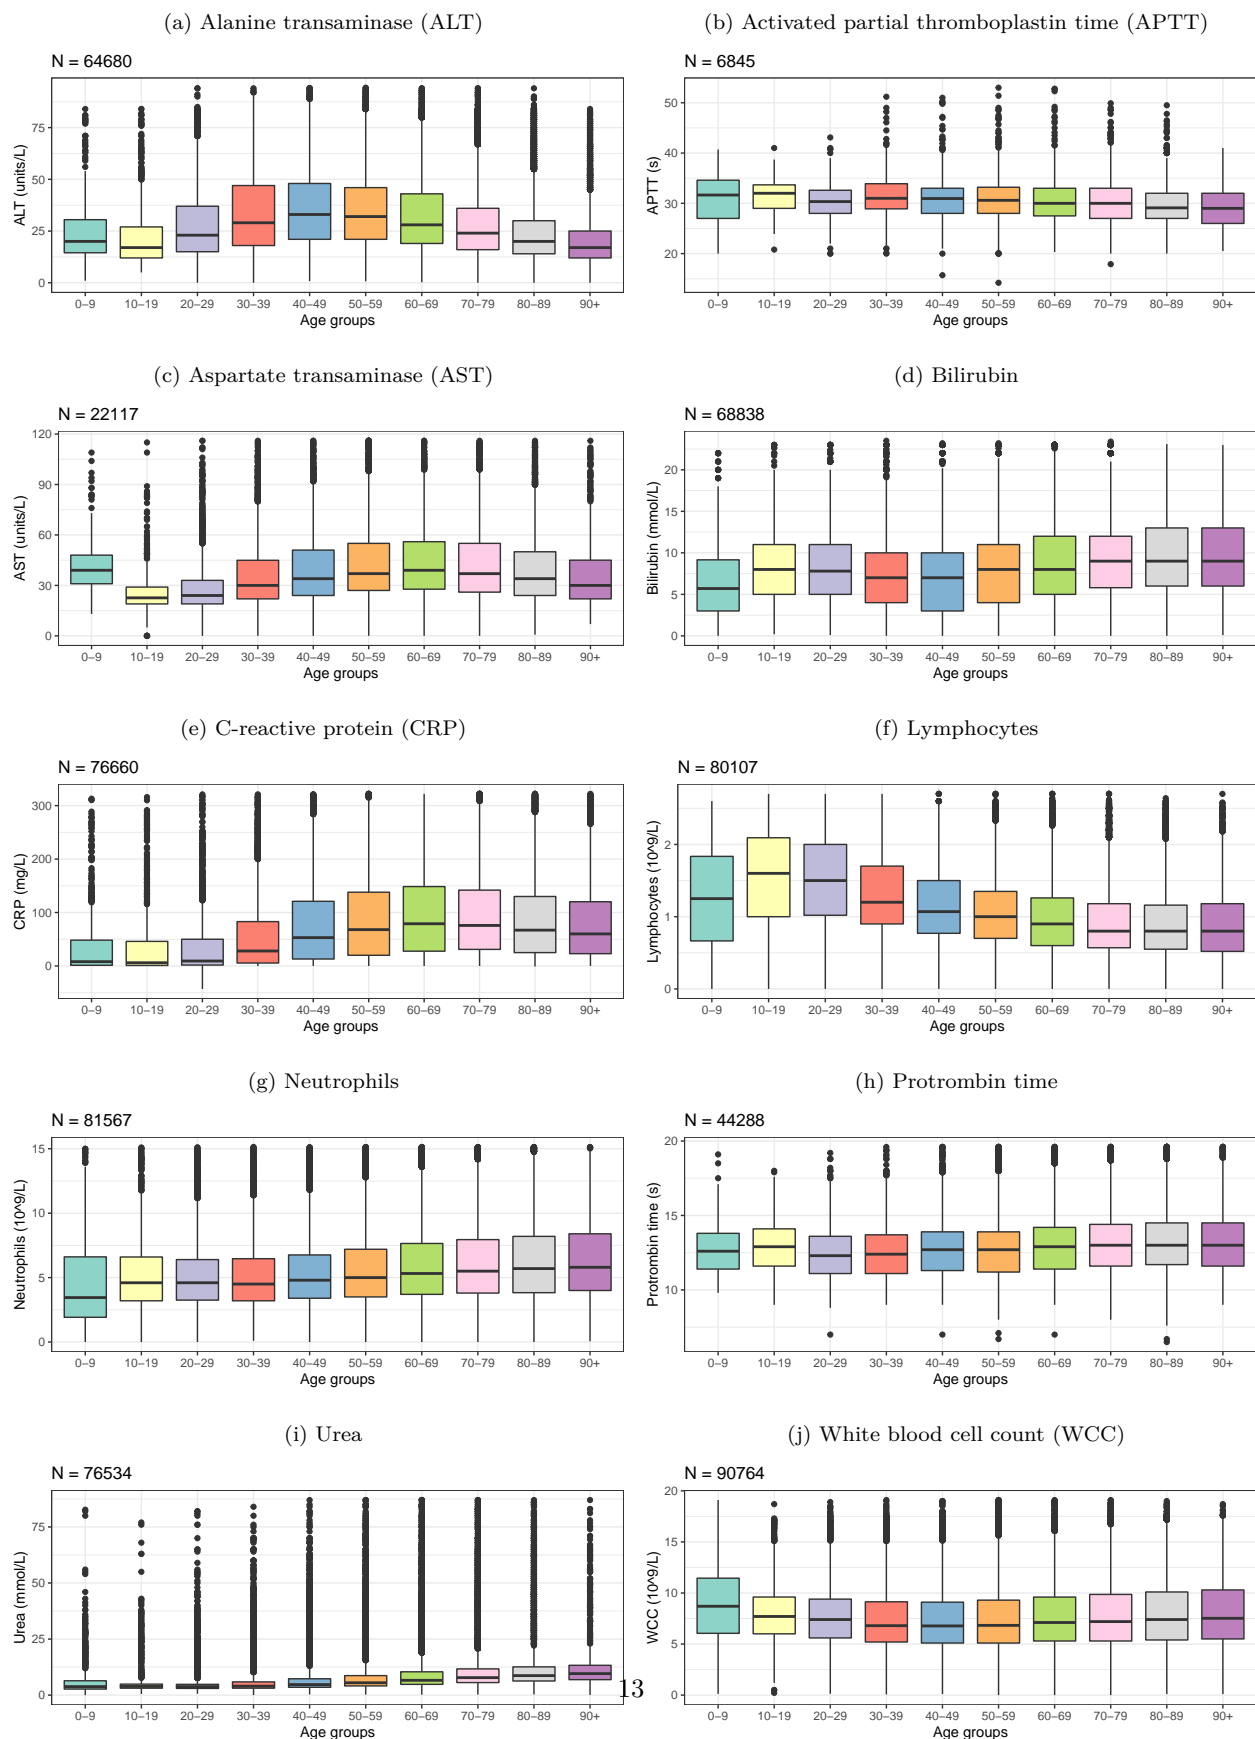 (a) Alanine transaminase (ALT)
N = 64680
ALT (units/L)
75
50
25
0
0–9 10–19 20–29 30–39 40–49 50–59 60–69 70–79 80–89 90+
Age groups
(b) Activated partial thromboplastin time (APTT)
N = 6845
APTT (s)
50
40
30
20
0–9 10–19 20–29 30–39 40–49 50–59 60–69 70–79 80–89 90+
Age groups
(c) Aspartate transaminase (AST)
N = 22117
AST (units/L)
120
90
60
30
0
0–9 10–19 20–29 30–39 40–49 50–59 60–69 70–79 80–89 90+
Age groups
(d) Bilirubin
N = 68838
Bilirubin (mmol/L)
20
15
10
5
0
0–9 10–19 20–29 30–39 40–49 50–59 60–69 70–79 80–89 90+
Age groups
(e) C-reactive protein (CRP)
N = 76660
CRP (mg/L)
300
200
100
0
0–9 10–19 20–29 30–39 40–49 50–59 60–69 70–79 80–89 90+
Age groups
(f) Lymphocytes
N = 80107
Lymphocytes (10^9/L)
2
1
0
0–9 10–19 20–29 30–39 40–49 50–59 60–69 70–79 80–89 90+
Age groups
(g) Neutrophils
N = 81567
Neutrophils (10^9/L)
15
10
5
0
0–9 10–19 20–29 30–39 40–49 50–59 60–69 70–79 80–89 90+
Age groups
(h) Protrombin time
N = 44288
Protrombin time (s)
20
15
10
0–9 10–19 20–29 30–39 40–49 50–59 60–69 70–79 80–89 90+
Age groups
(i) Urea
N = 76534
Urea (mmol/L)
75
50
25
0
0–9 10–19 20–29 30–39 40–49 50–59 60–69 70–79 80–89 90+
Age groups
(j) White blood cell count (WCC)
N = 90764
WCC (10^9/L)
20
15
10
5
0
0–9 10–19 20–29 30–39 40–49 50–59 60–69 70–79 80–89 90+
Age groups
13